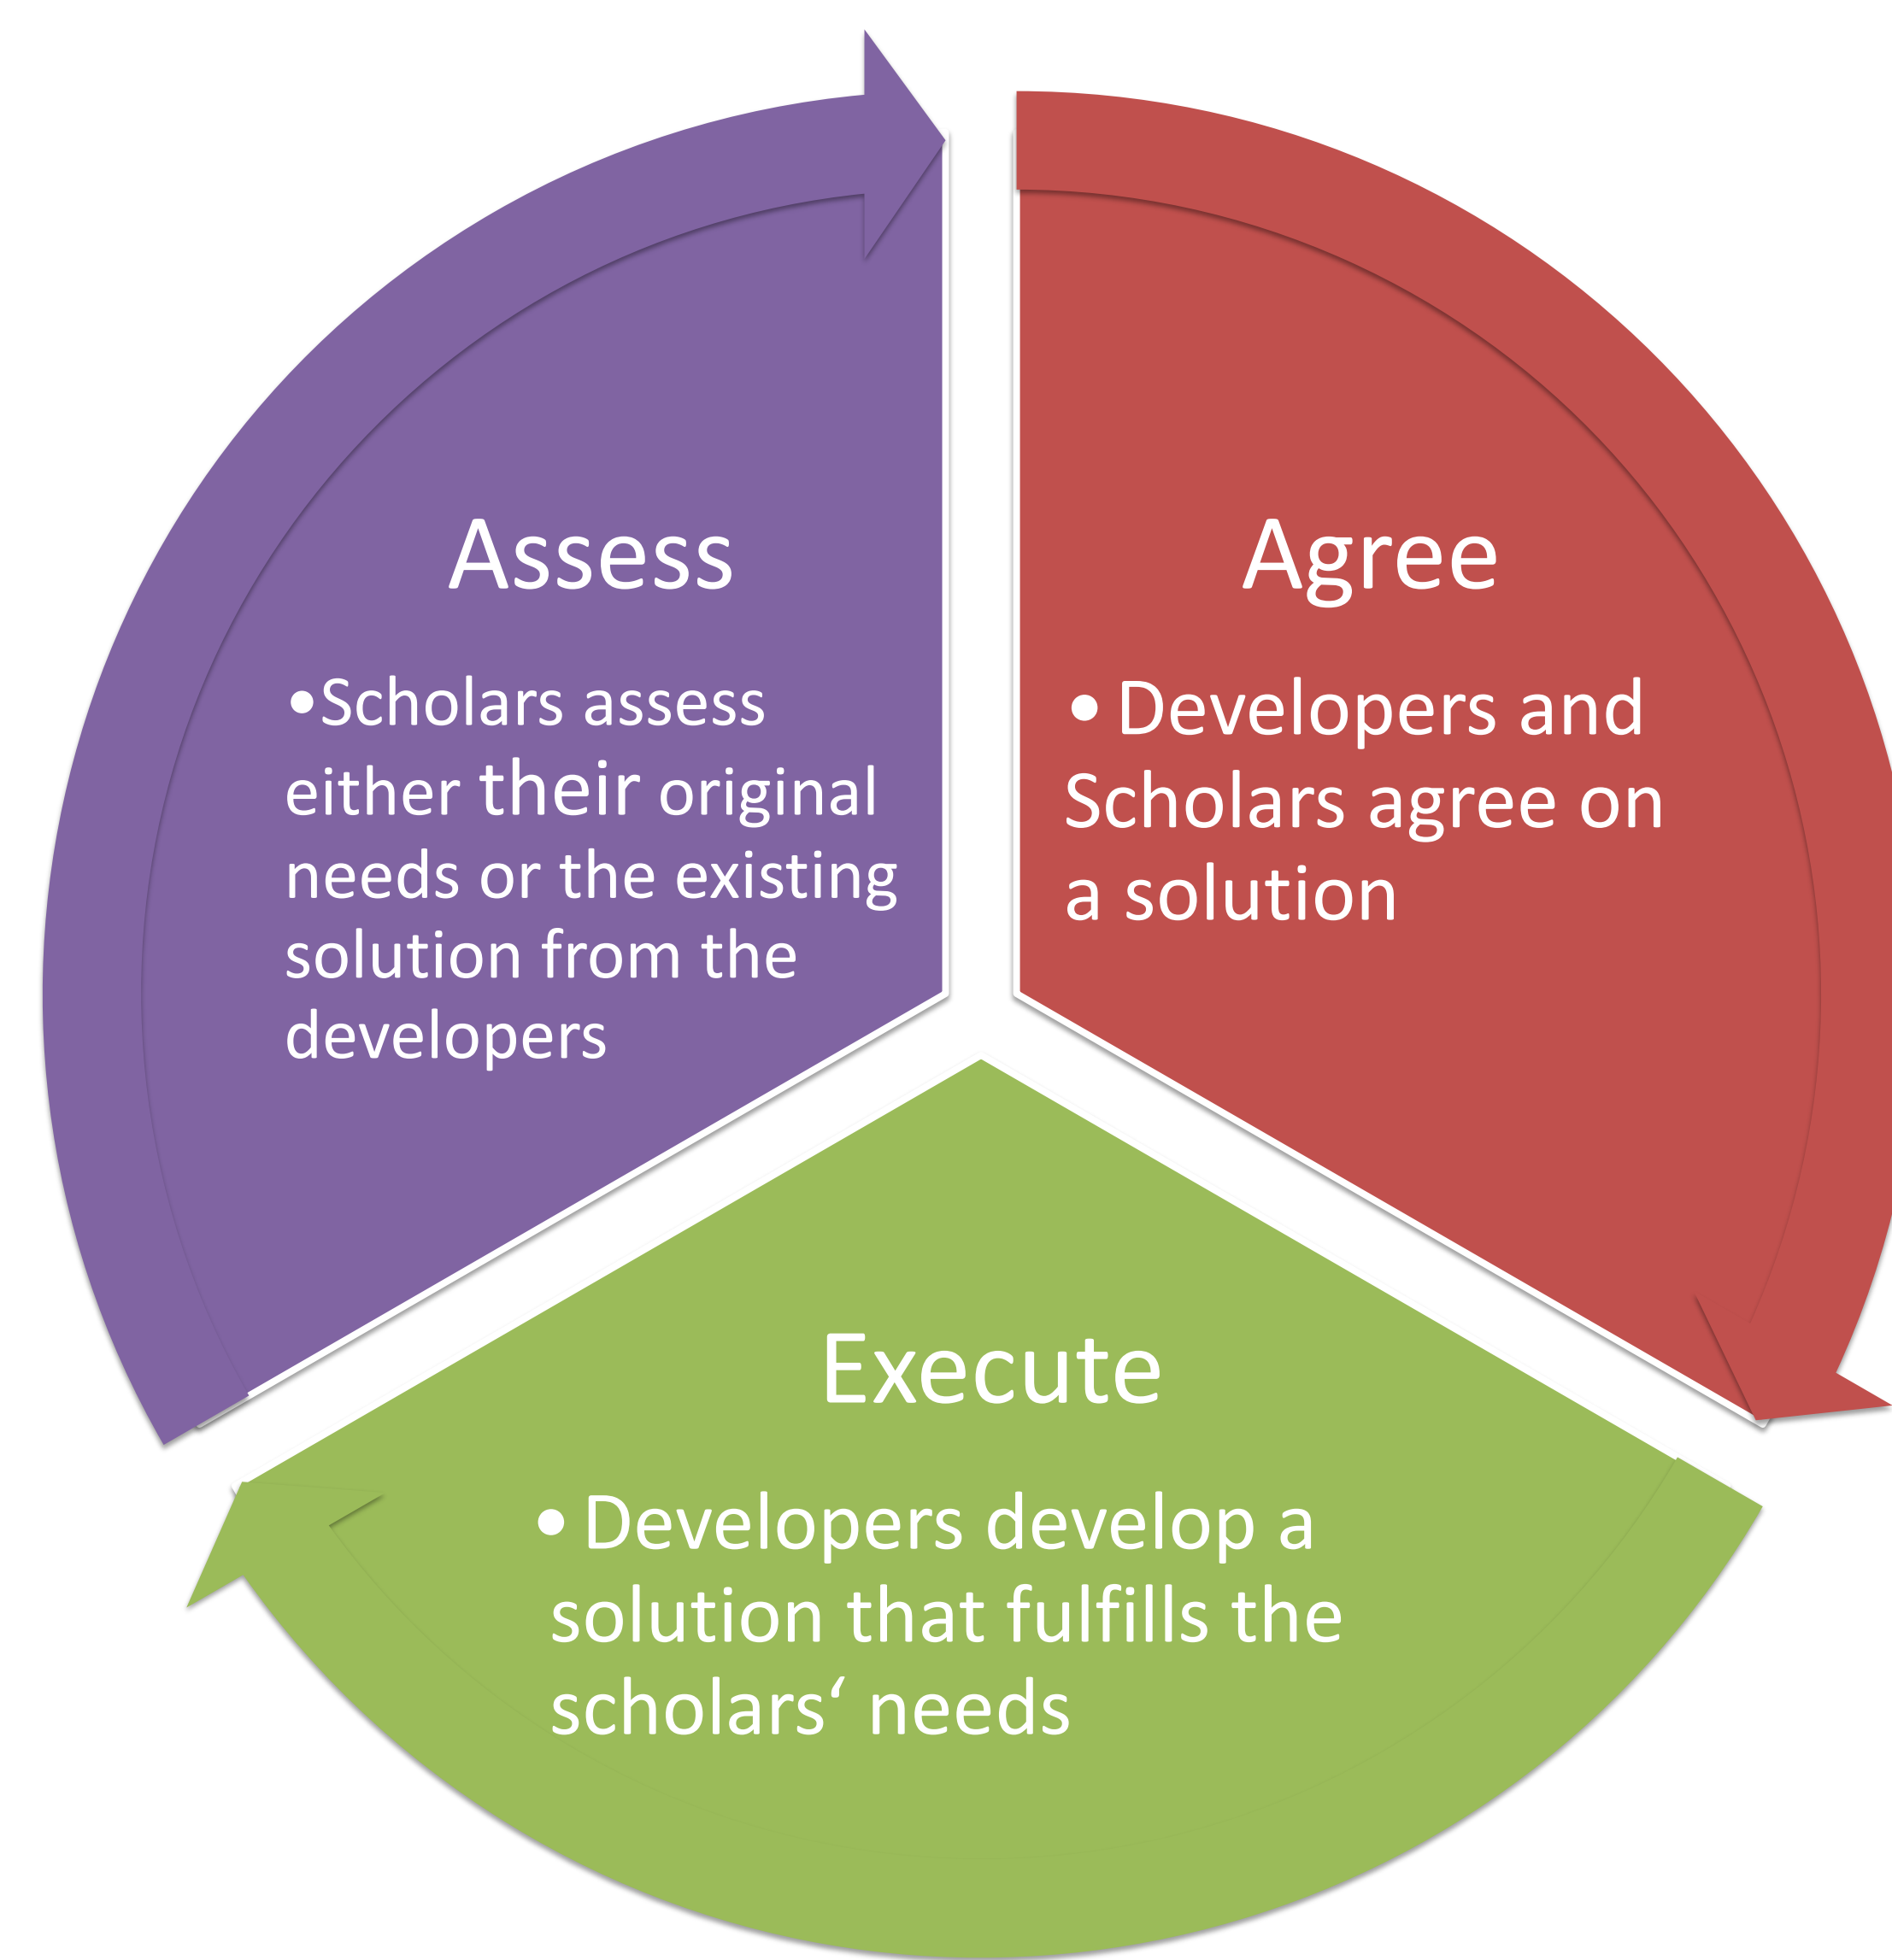 Assess
•Scholars assess
either their original
needs or the existing
solution from the
developers
Agree
• Developers and
Scholars agree on
a solution
Execute
• Developers develop a
solution that fulfills the
scholars‘ needs